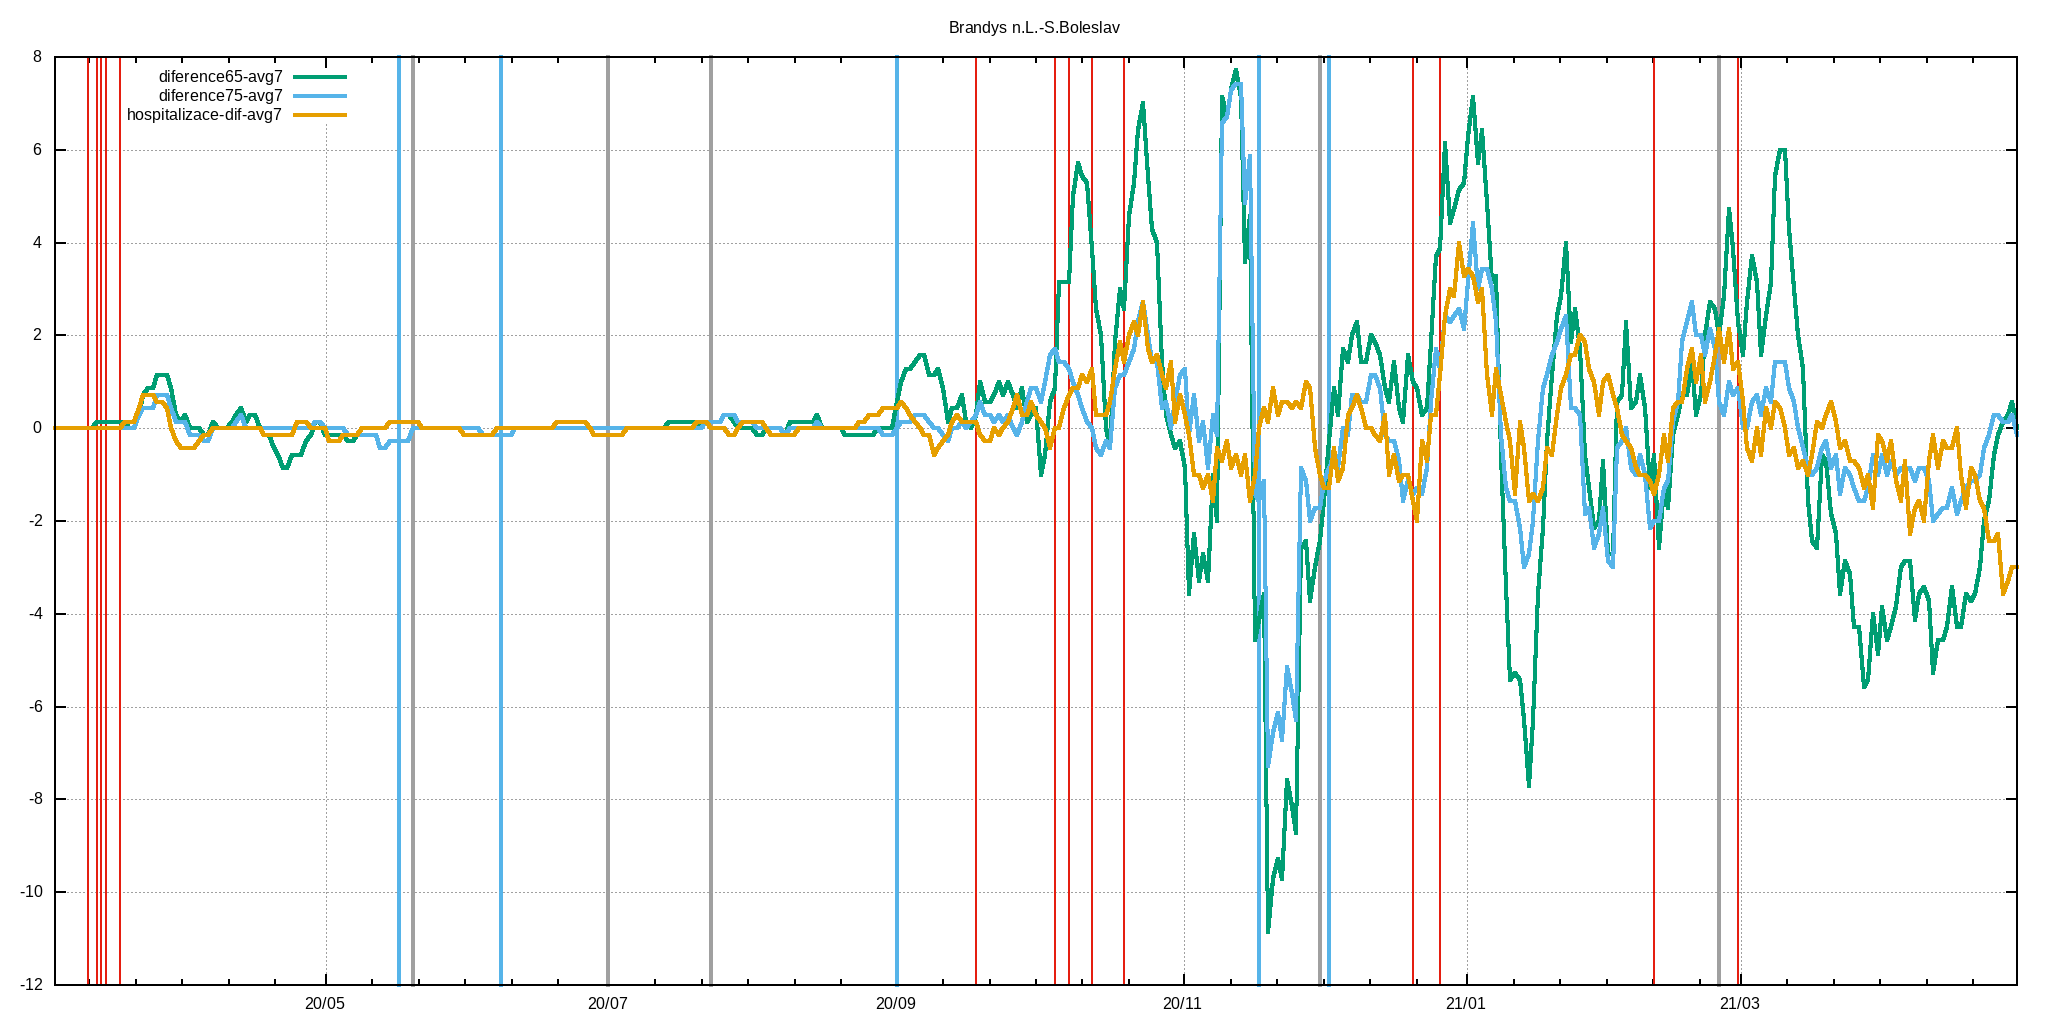 Brandys n.L.-S.Boleslav
diference65-avg7
diference75-avg7
hospitalizace-dif-avg7
8
6
4
2
0
-2
-4
-6
-8
-10
-12
20/05 20/07 20/09 20/11 21/01 21/03